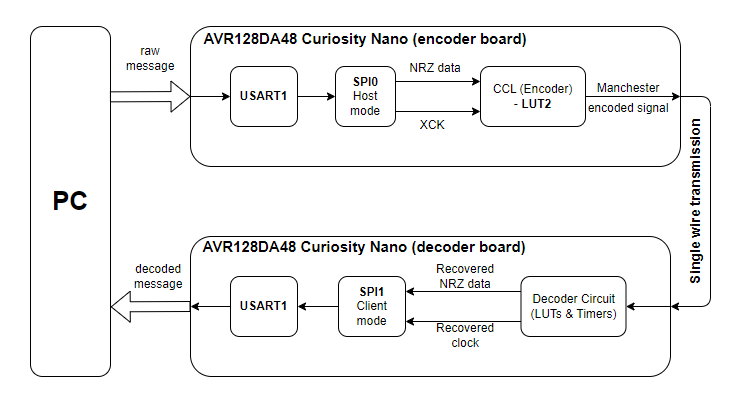 AVR128DA48 Curiosity Nano (encoder board)
raw
message
USART1
SPI0
Host
mode
NRZ data
XCK
CCL (Encoder)
- LUT2
Manchester
encoded signal
PC
Single wire transmission
AVR128DA48 Curiosity Nano (decoder board)
decoded
message
USART1
SPI1
Client
mode
Recovered
NRZ data
Recovered
clock
Decoder Circuit
(LUTs & Timers)